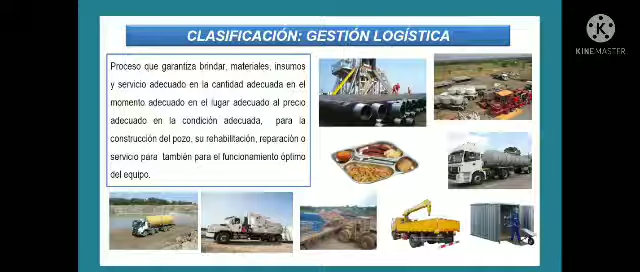 CLASIFICACIÓN: GESTIÓN LOGÍSTICA
K
KINEMASTER
Proceso que garantiza brindar, materiales, insumos
y servicio adecuado en la cantidad adecuada en el
momento adecuado en el lugar adecuado al precio
adecuado en la condición adecuada, para la
construcción del pozo, su rehabilitación, reparación o
servicio para también para el funcionamiento óptimo
del equipo.